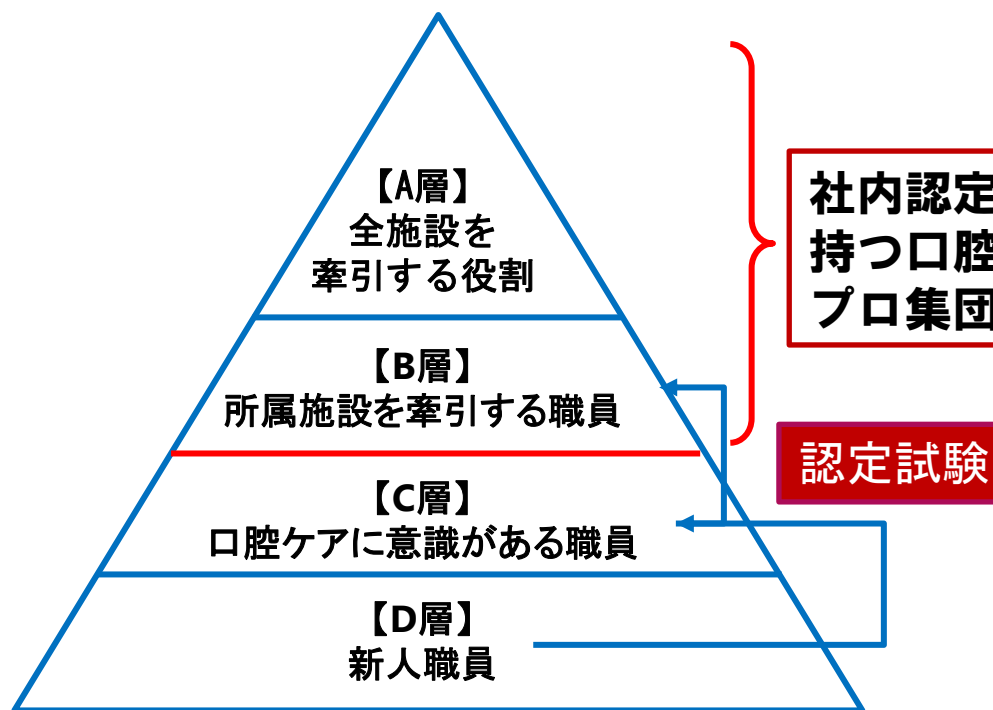 【A層】
全施設を
牽引する役割
社内認定
持つ口腔
プロ集団
【B層】
所属施設を牽引する職員
認定試験
【C層】
口腔ケアに意識がある職員
【D層】
新人職員